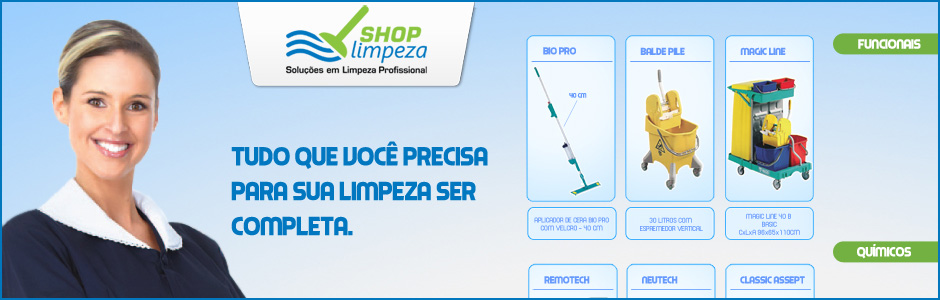 SHOP
limpeza
Soluções em Limpeza Profissional
TUDO QUE VOCÊ PRECISA
PARA SUA LIMPEZA SER
COMPLETA.
FUNCIONAIS
BIO PRO
40 CM
APLICADOR DE CERA BIO PRO
COM VELCRO - 40 CM
BALDE PILE
30 LITROS COM
ESPREMEDOR VERTICAL
MAGIC LINE
MAGIC LINE 40 B
BASIC
CxLxA 96x65x110CM
QUÍMICOS
REMOTECH
NEUTECH
CLASSIC ASSEPT